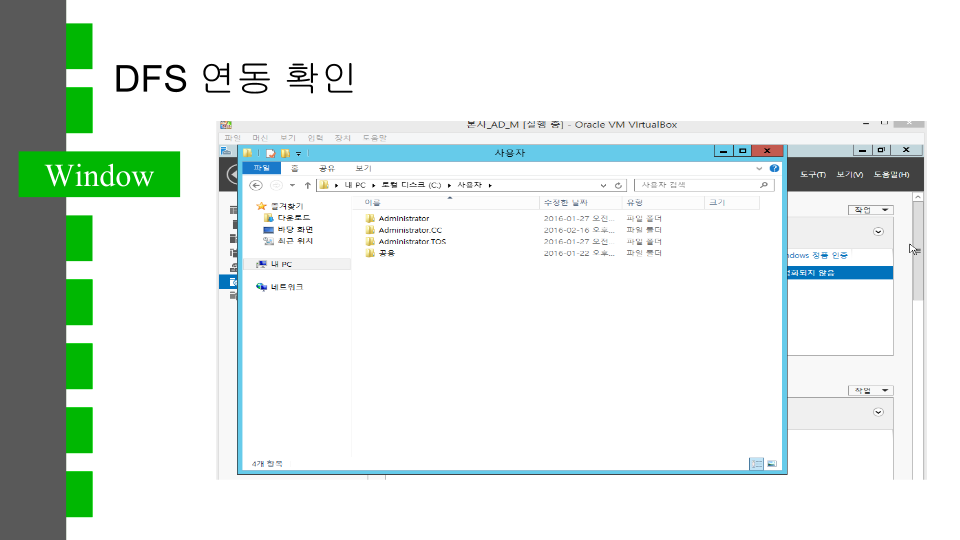 DFS 연동 확인
Window
본사_AD_M [실행 중] - Oracle VM VirtualBox
파일 머신 보기 입력 장치 도움말
사용자
파일 홈 공유 보기
도구(T) 보기(V) 도움말(H)
내 PC 로컬 디스크 (C:) 사용자
사용자 검색
이름 수정한 날짜 유형 크기
즐겨찾기
다운로드
바탕 화면
최근 위치
내 PC
네트워크
Administrator 2016-01-27 오전... 파일 폴더
Administrator.CC 2016-02-16 오후... 파일 폴더
Administrator.TOS 2016-01-27 오전... 파일 폴더
공용 2016-01-22 오후... 파일 폴더
작업
ndows 정품 인증
성화되지 않음
작업
4개 항목